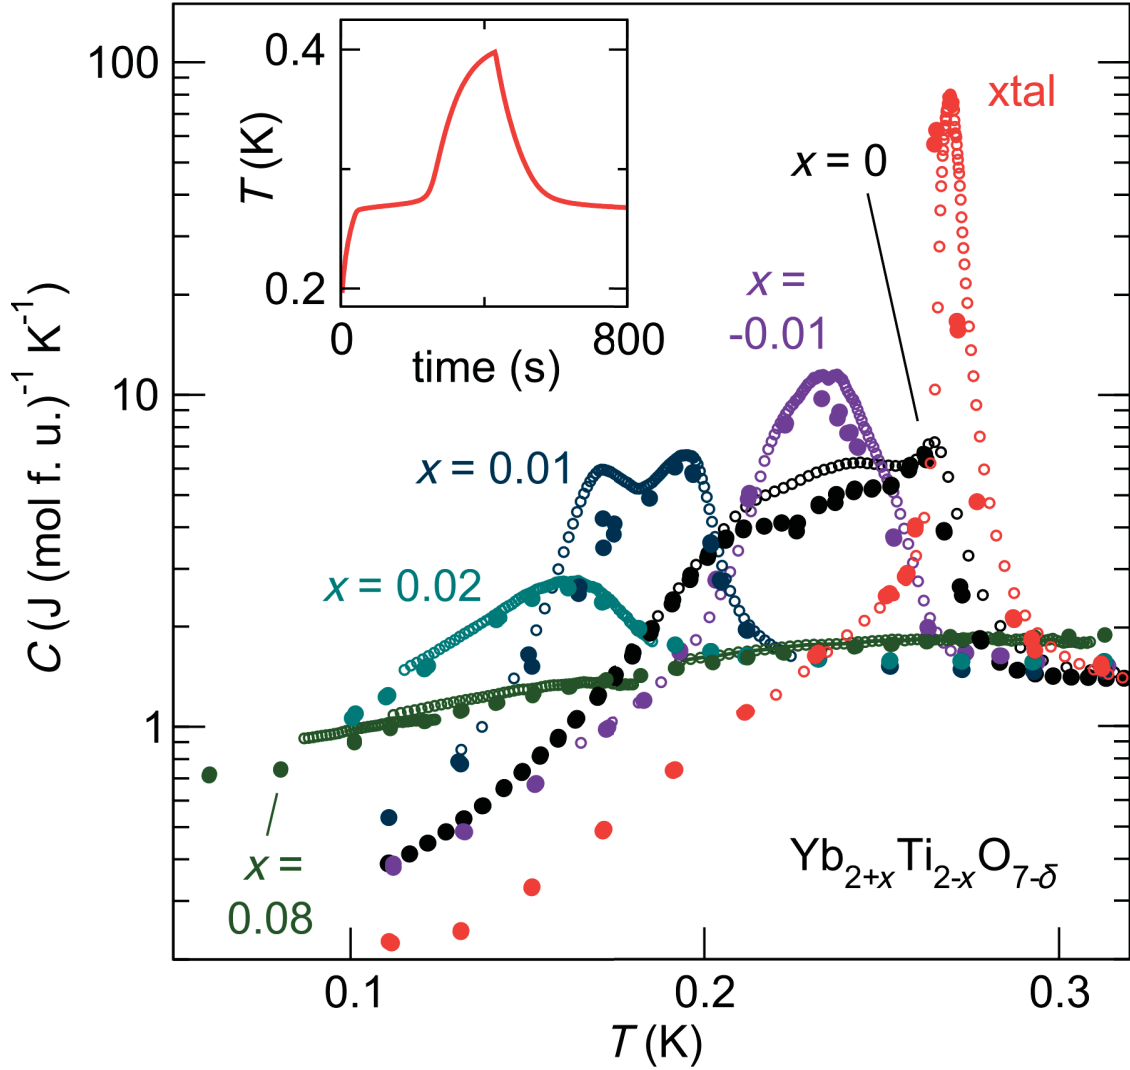 100
10
1
C (J (mol f. u.)⁻¹ K⁻¹)
0.4
0.2
T (K)
0
800
time (s)
xtal
x = 0
x =
-0.01
x = 0.01
x = 0.02
x =
0.08
Yb₂₊ₓTi₂₋ₓO₇₋δ
0.1
0.2
0.3
T (K)